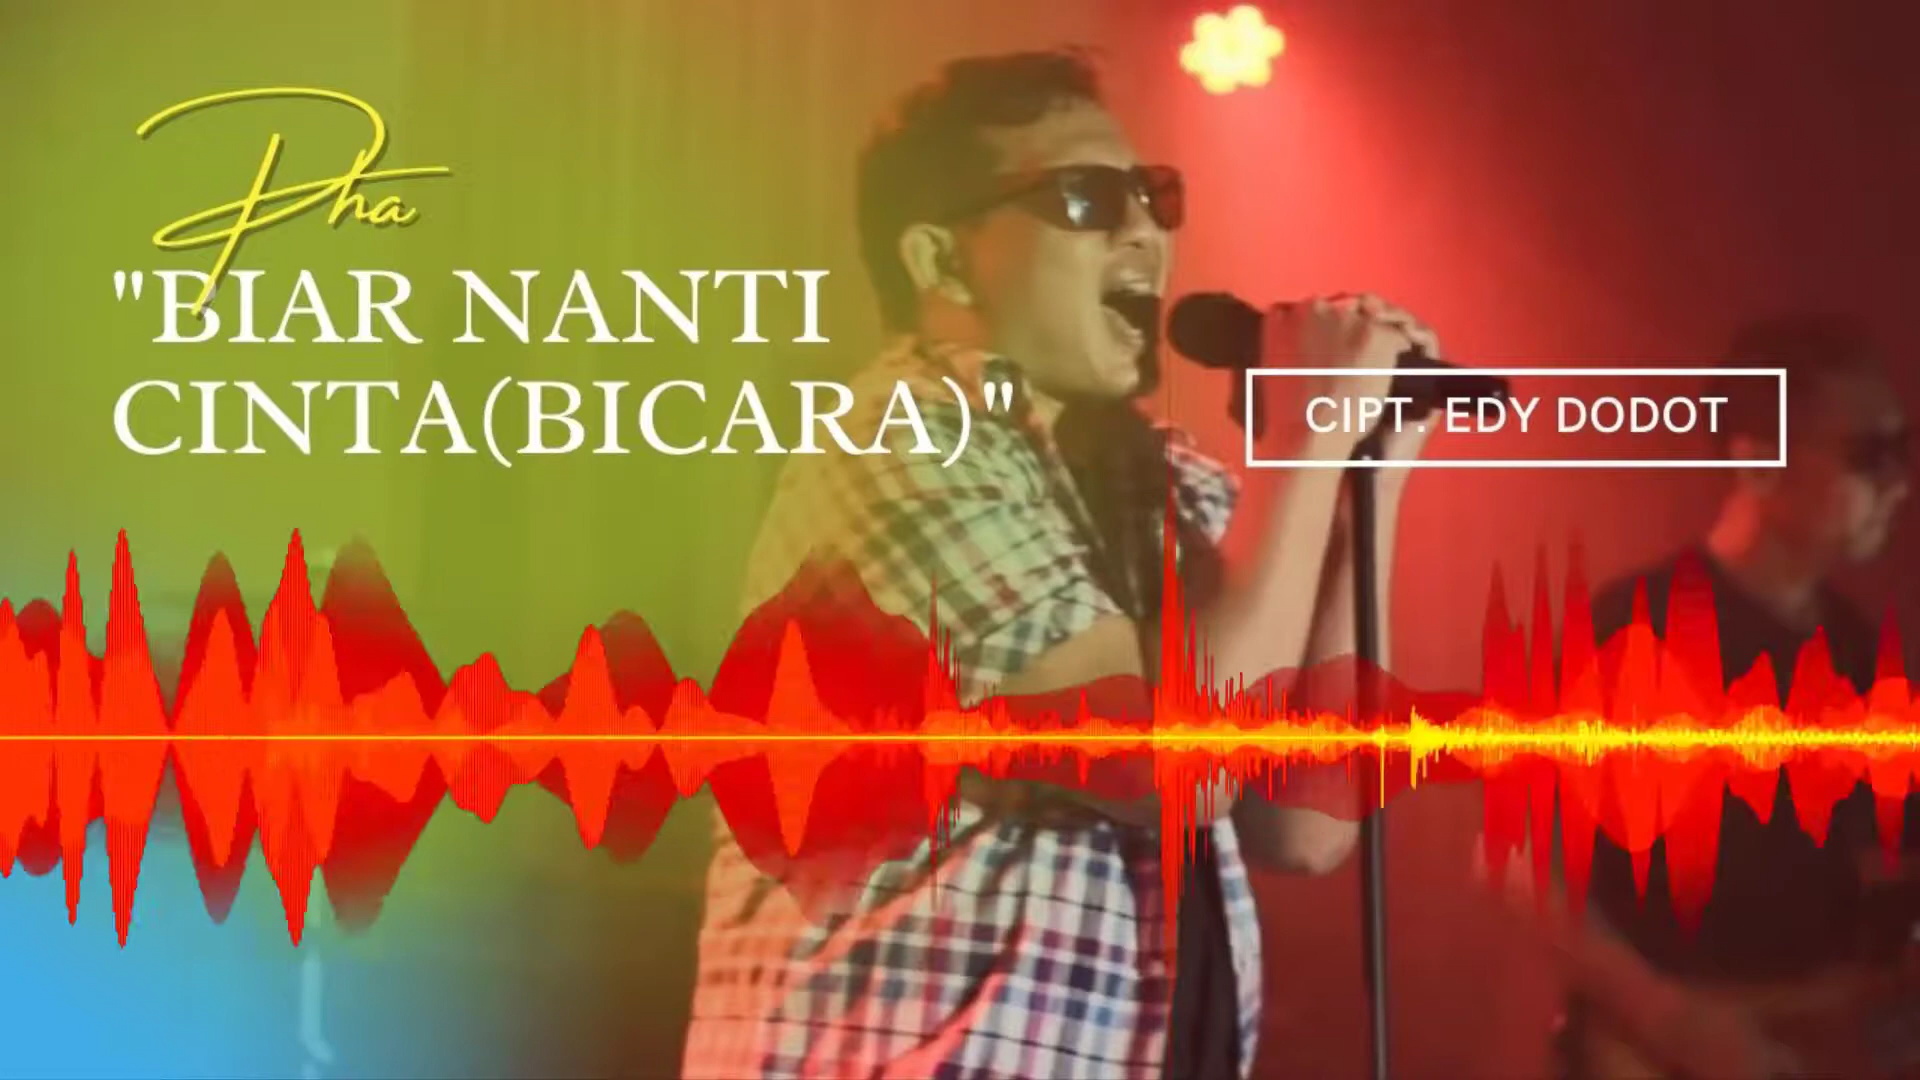 Pha
"BIAR NANTI
CINTA(BICARA)"
CIPT. EDY DODOT